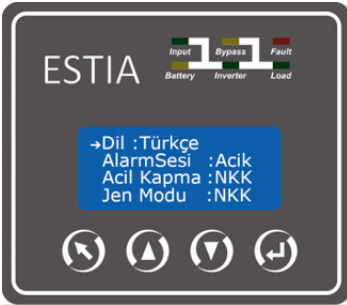 ESTIA
Input Bypass Fault
Battery Inverter Load
→Dil :Türkçe
AlarmSesi :Acik
Acil Kapma :NKK
Jen Modu :NKK